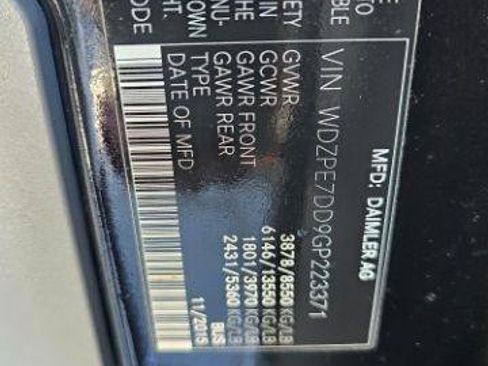 MFD: DAIMLER AG
VIN WDZPE7DD9GP223371
GVWR 3878/8550 KG/LB
GCWR 6146/13550 KG/LB
GAWR FRONT 1801/3970 KG/LB
GAWR REAR 2431/5360 KG/LB
TYPE BUS
DATE OF MANUF. 11/2015